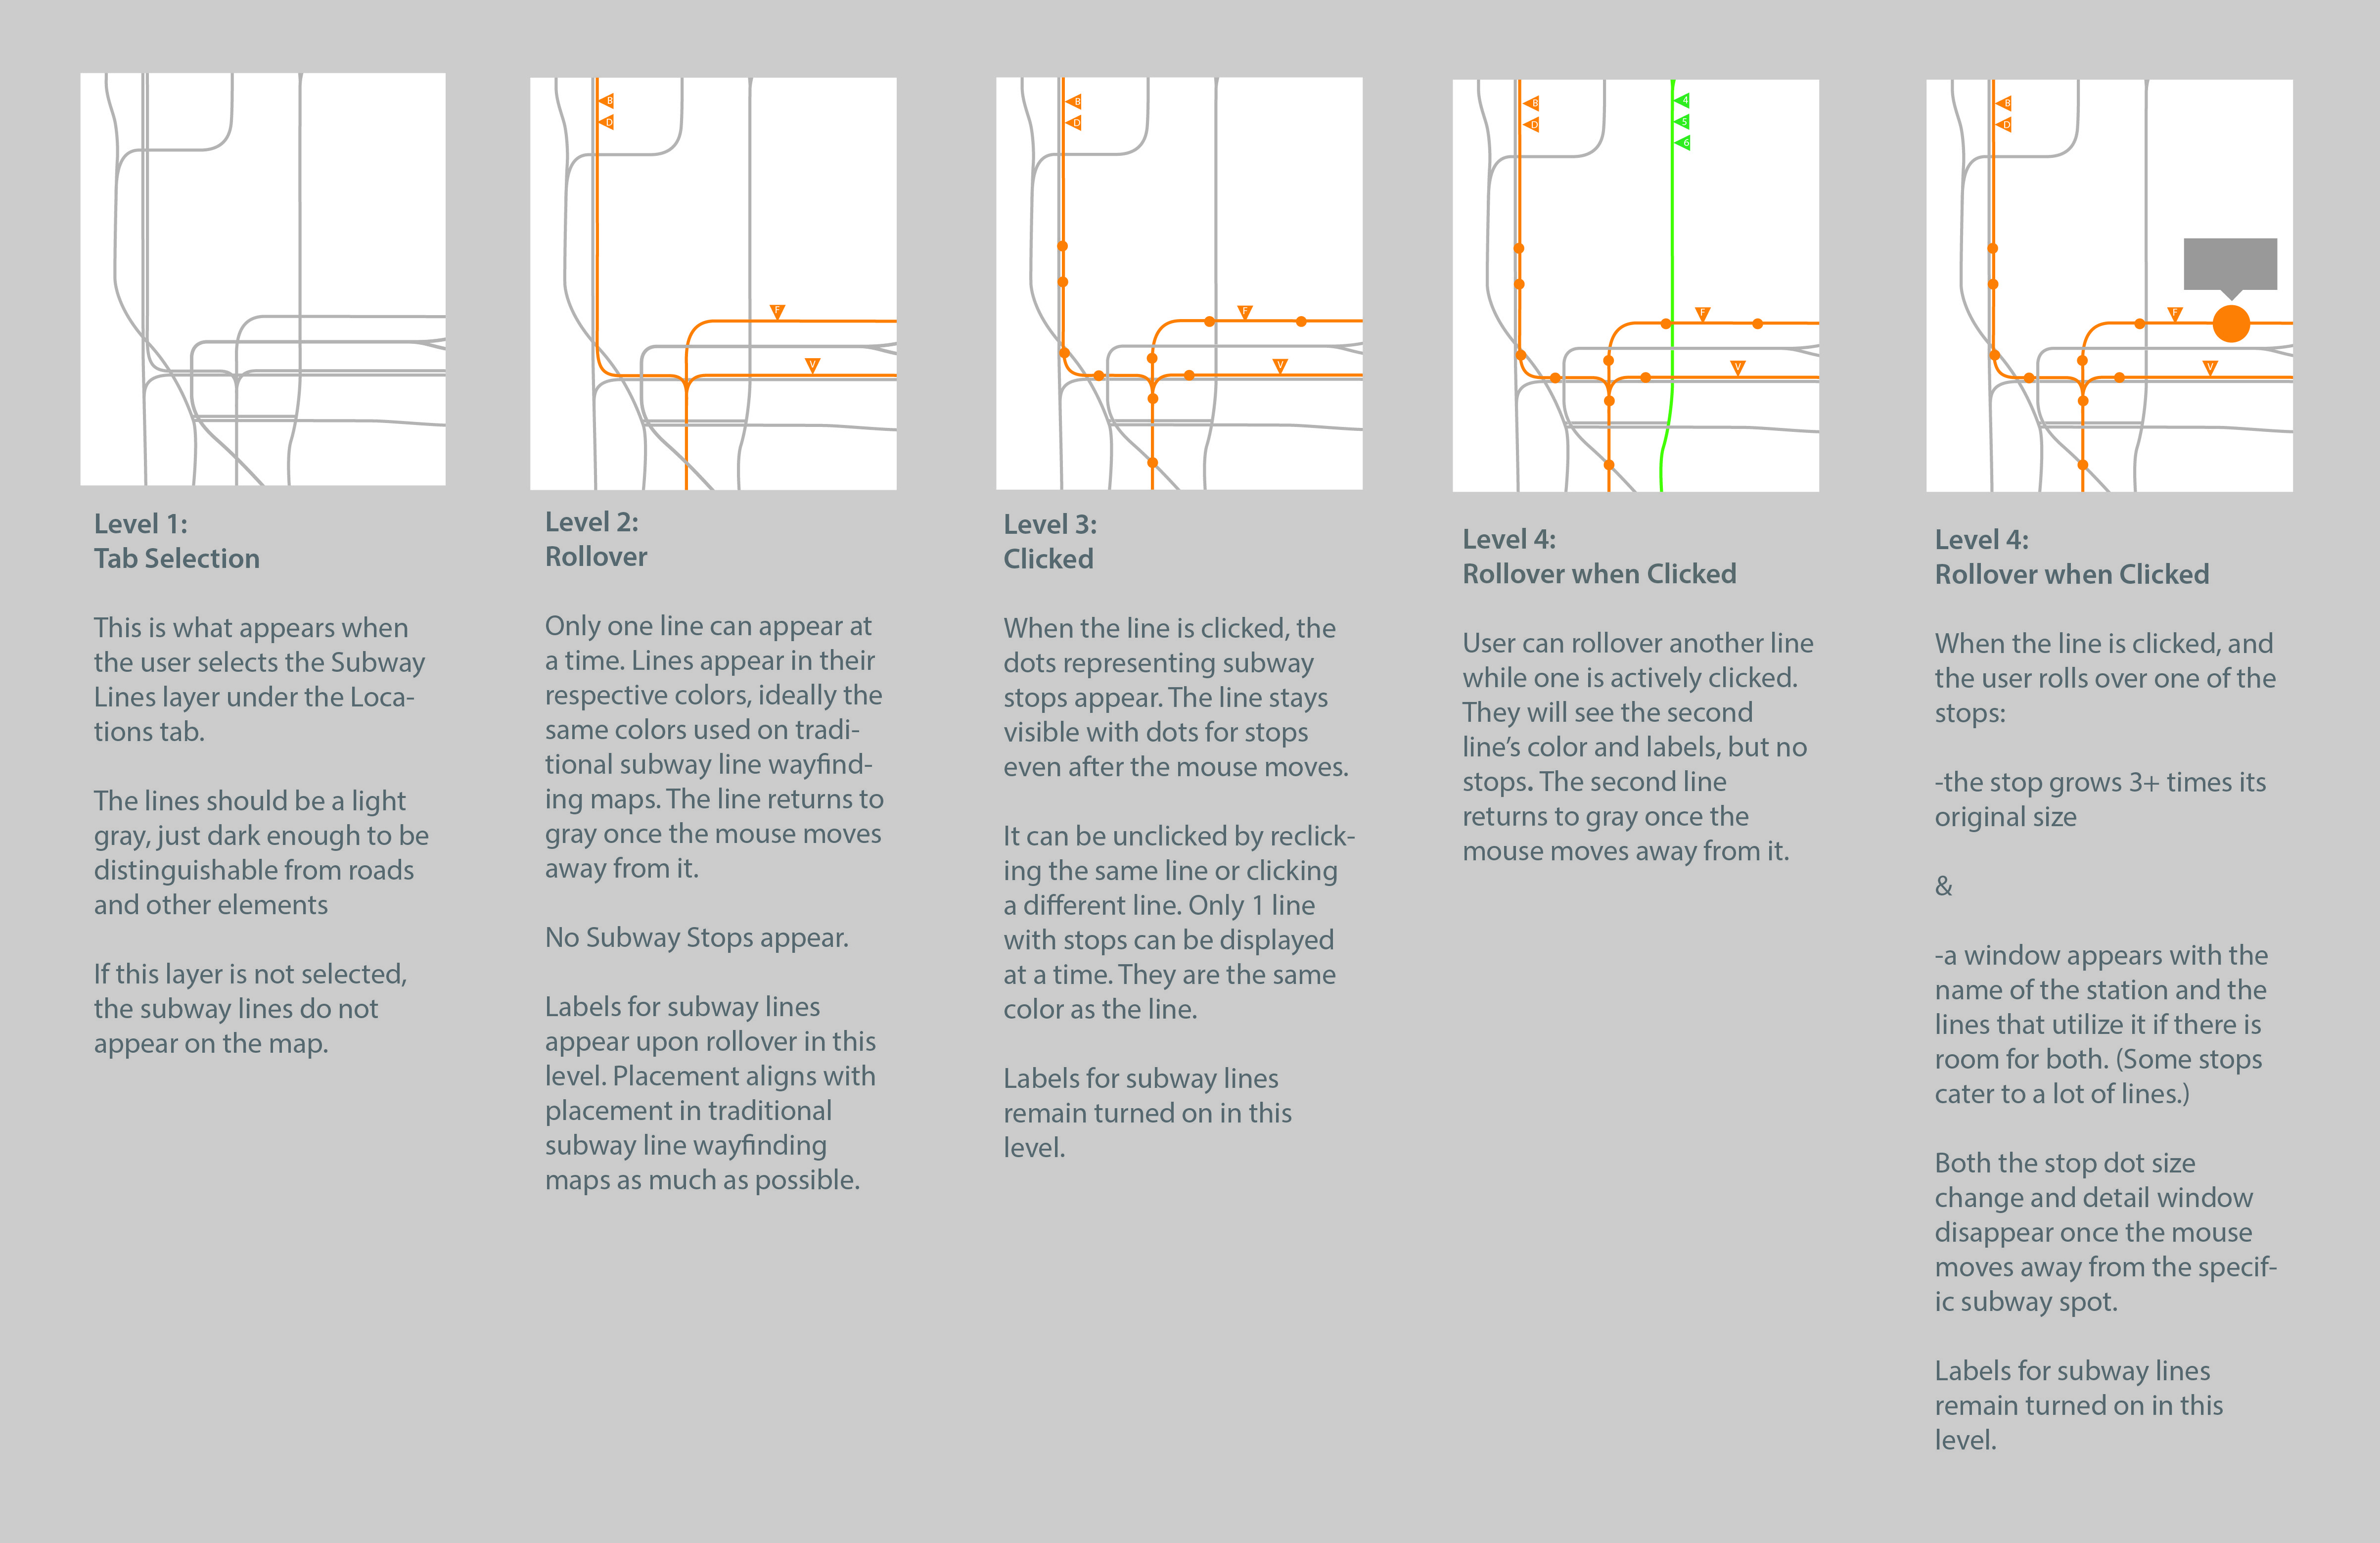 B
D
F
V
Level 1:
Tab Selection
This is what appears when
the user selects the Subway
Lines layer under the Loca-
tions tab.
The lines should be a light
gray, just dark enough to be
distinguishable from roads
and other elements
If this layer is not selected,
the subway lines do not
appear on the map.
Level 2:
Rollover
Only one line can appear at
a time. Lines appear in their
respective colors, ideally the
same colors used on tradi-
tional subway line wayfind-
ing maps. The line returns to
gray once the mouse moves
away from it.
No Subway Stops appear.
Labels for subway lines
appear upon rollover in this
level. Placement aligns with
placement in traditional
subway line wayfinding
maps as much as possible.
B
D
F
V
Level 3:
Clicked
When the line is clicked, the
dots representing subway
stops appear. The line stays
visible with dots for stops
even after the mouse moves.
It can be unclicked by reclick-
ing the same line or clicking
a different line. Only 1 line
with stops can be displayed
at a time. They are the same
color as the line.
Labels for subway lines
remain turned on in this
level.
B
D
4
5
6
F
V
Level 4:
Rollover when Clicked
User can rollover another line
while one is actively clicked.
They will see the second
line’s color and labels, but no
stops. The second line
returns to gray once the
mouse moves away from it.
B
D
F
V
Level 4:
Rollover when Clicked
When the line is clicked, and
the user rolls over one of the
stops:
-the stop grows 3+ times its
original size
&
-a window appears with the
name of the station and the
lines that utilize it if there is
room for both. (Some stops
cater to a lot of lines.)
Both the stop dot size
change and detail window
disappear once the mouse
moves away from the specif-
ic subway spot.
Labels for subway lines
remain turned on in this
level.